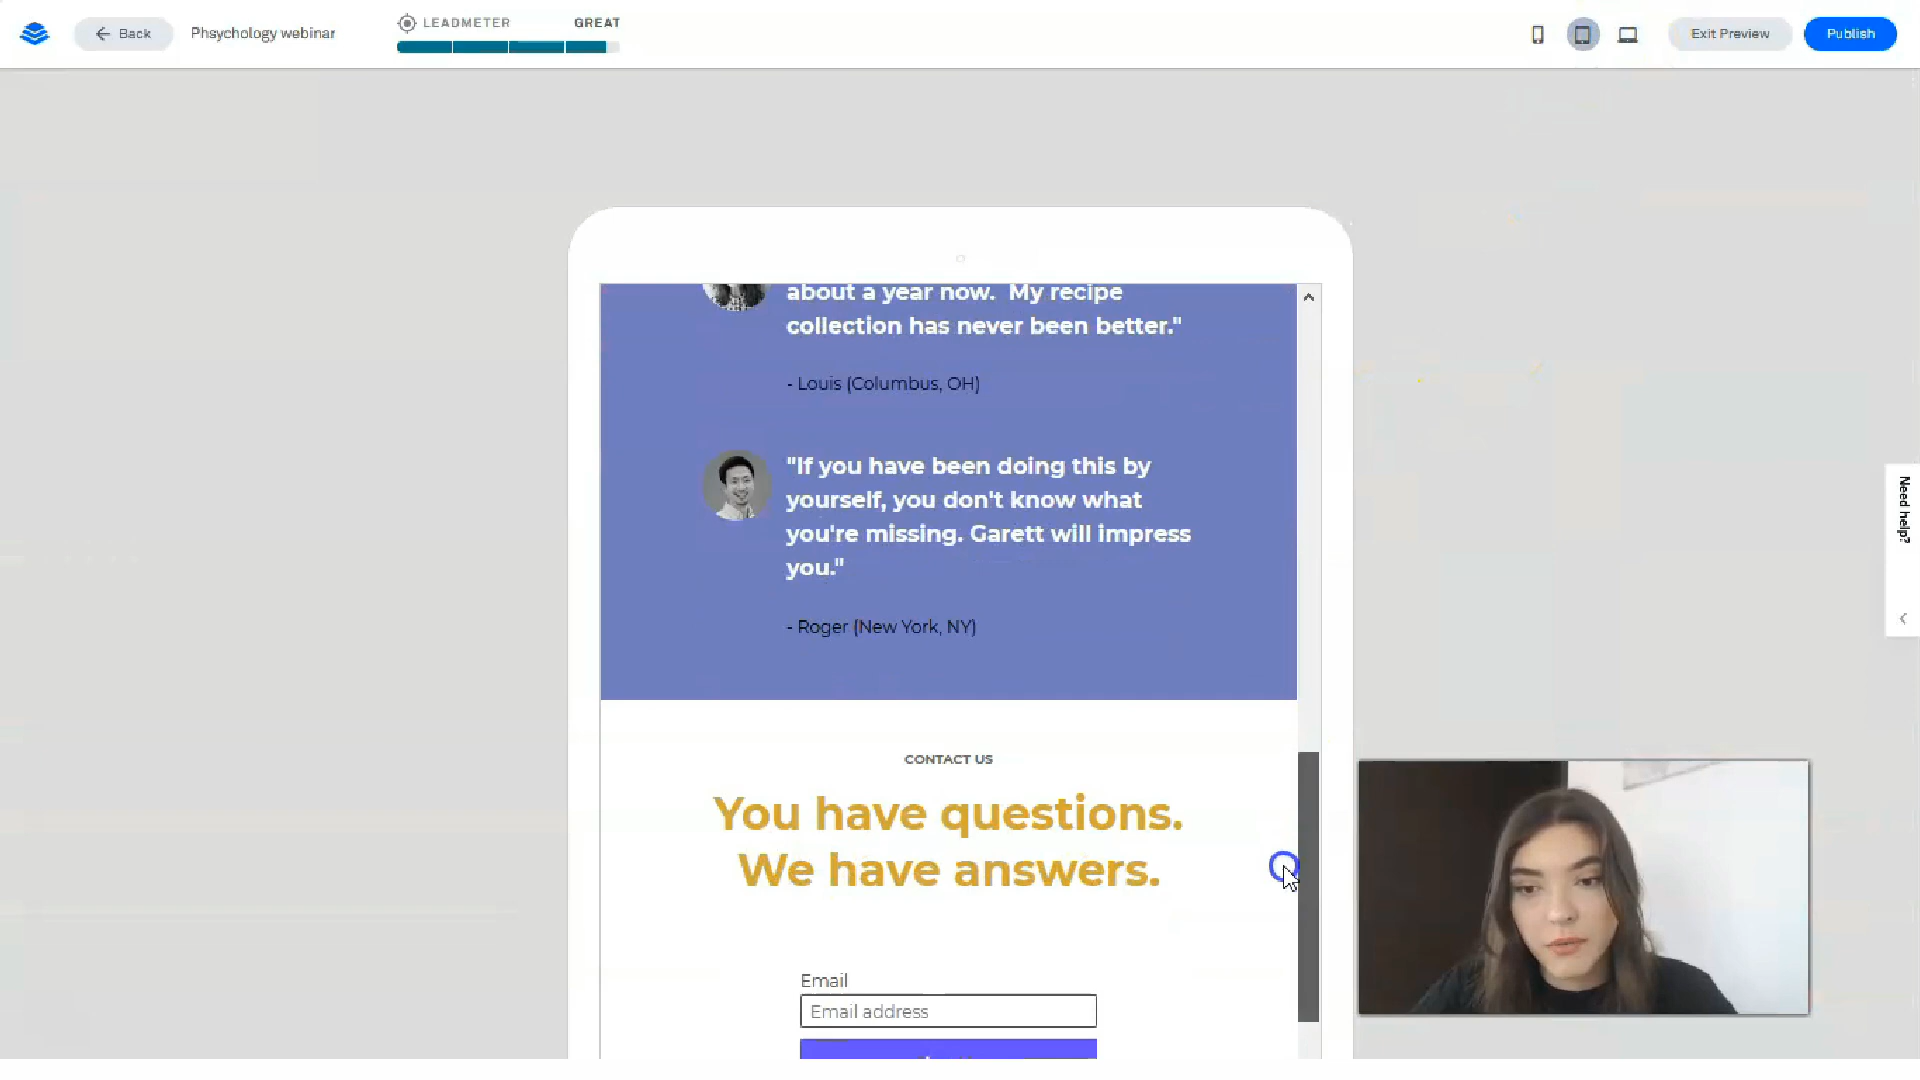 Back
Phsychology webinar
LEADMETER
GREAT
Exit Preview
Publish
about a year now. My recipe
collection has never been better."
- Louis (Columbus, OH)
"If you have been doing this by
yourself, you don't know what
you're missing. Garett will impress
you."
- Roger (New York, NY)
CONTACT US
You have questions.
We have answers.
Email
Email address
Need help?